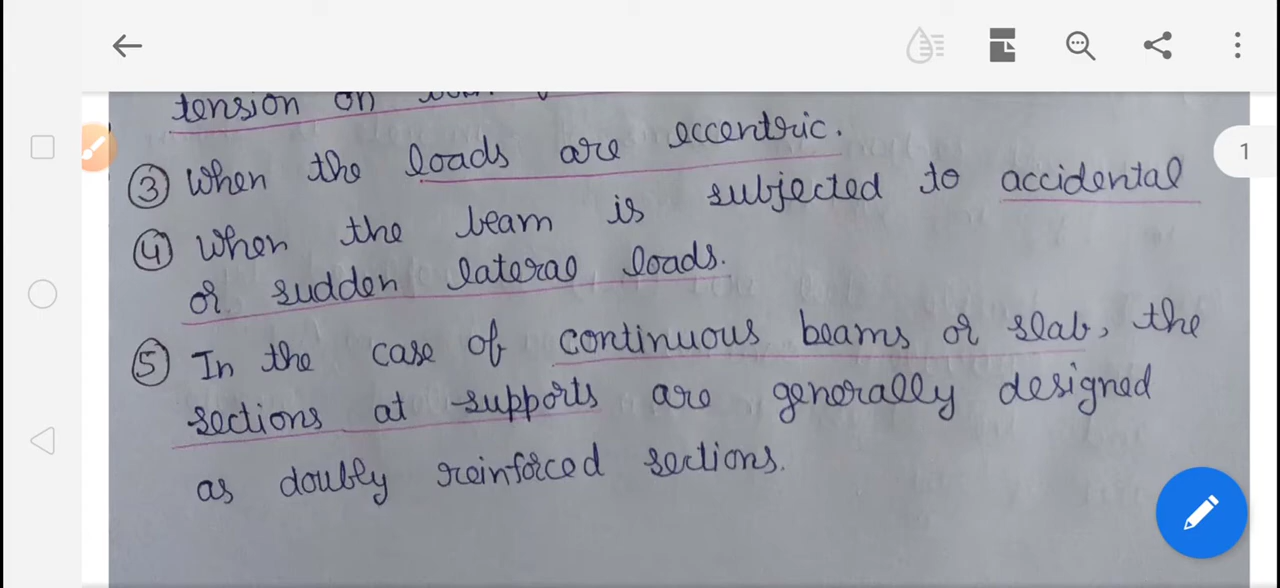 tension on
③ When the loads are eccentric.
④ When the beam is subjected to accidental
or sudden lateral loads.
⑤ In the case of continuous beams or slab, the
sections at supports are generally designed
as doubly reinforced sections.
1